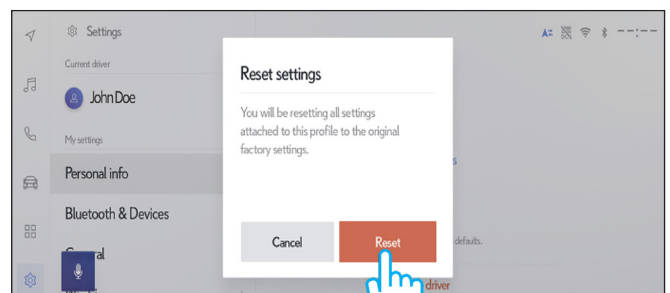 Settings
Current driver
John Doe
My settings
Personal info
Bluetooth & Devices
al
Reset settings
You will be resetting all settings
attached to this profile to the original
factory settings.
Cancel
Reset
s
defaults.
driver
A
--:--